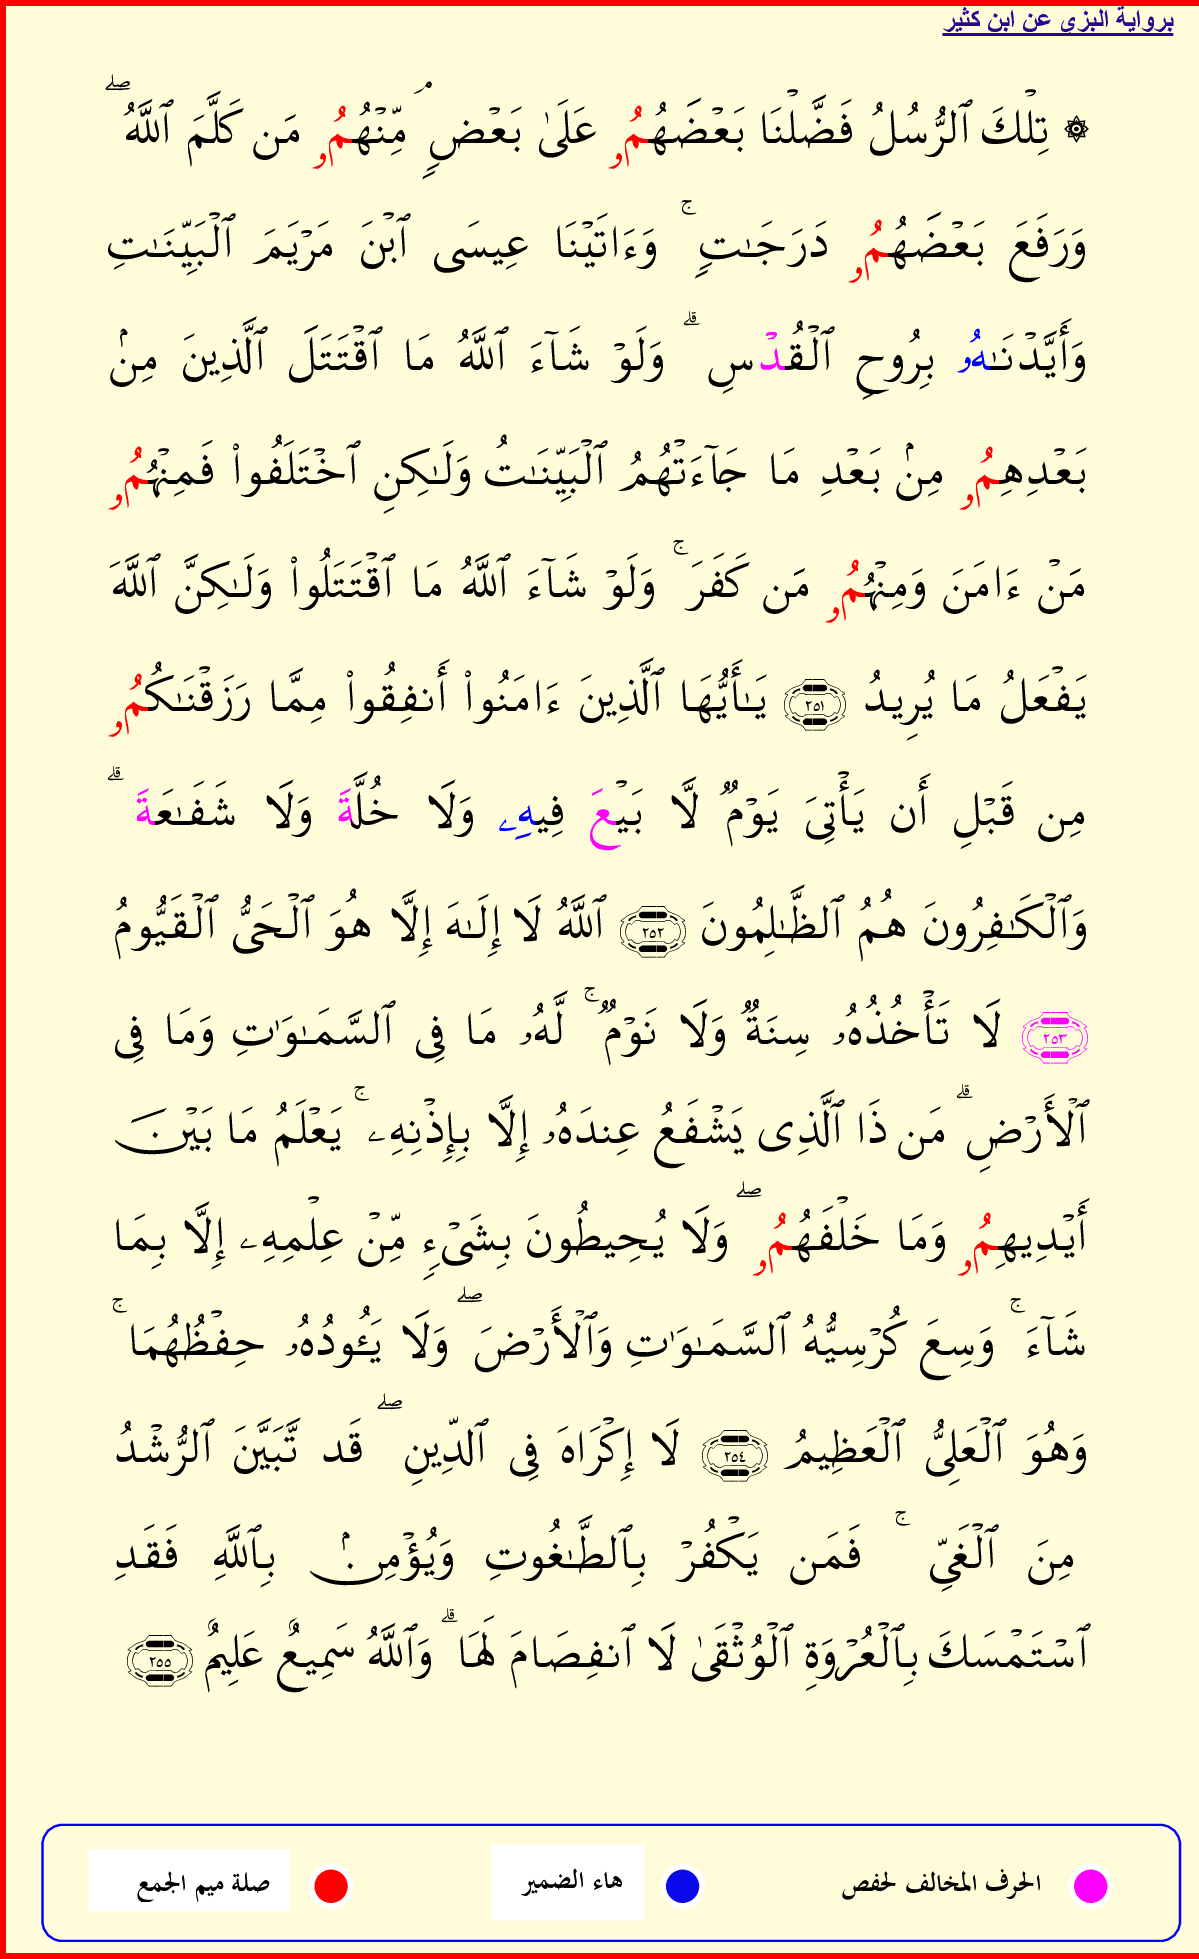 برواية البزي عن ابن كثير
۞ تِلْكَ ٱلرُّسُلُ فَضَّلْنَا بَعْضَهُمُۥ عَلَىٰ بَعْضٍۘ مِّنْهُمُۥ مَن كَلَّمَ ٱللَّهُۖ
وَرَفَعَ بَعْضَهُمُۥ دَرَجَٰتٍۚ وَءَاتَيْنَا عِيسَى ٱبْنَ مَرْيَمَ ٱلْبَيِّنَٰتِ
وَأَيَّدْنَٰهُۥ بِرُوحِ ٱلْقُدْسِۗ وَلَوْ شَآءَ ٱللَّهُ مَا ٱقْتَتَلَ ٱلَّذِينَ مِنۢ
بَعْدِهِمُۥ مِنۢ بَعْدِ مَا جَآءَتْهُمُ ٱلْبَيِّنَٰتُ وَلَٰكِنِ ٱخْتَلَفُوا۟ فَمِنْهُمُۥ
مَنْ ءَامَنَ وَمِنْهُمُۥ مَن كَفَرَۚ وَلَوْ شَآءَ ٱللَّهُ مَا ٱقْتَتَلُوا۟ وَلَٰكِنَّ ٱللَّهَ
يَفْعَلُ مَا يُرِيدُ ٢٥١ يَٰأَيُّهَا ٱلَّذِينَ ءَامَنُوا۟ أَنفِقُوا۟ مِمَّا رَزَقْنَٰكُمُۥ
مِن قَبْلِ أَن يَأْتِىَ يَوْمٌ لَّا بَيْعَ فِيهِۦ وَلَا خُلَّةَ وَلَا شَفَٰعَةَۗ
وَٱلْكَٰفِرُونَ هُمُ ٱلظَّٰلِمُونَ ٢٥٢ ٱللَّهُ لَا إِلَٰهَ إِلَّا هُوَ ٱلْحَىُّ ٱلْقَيُّومُ
٢٥٣ لَا تَأْخُذُهُۥ سِنَةٌ وَلَا نَوْمٌۚ لَّهُۥ مَا فِى ٱلسَّمَٰوَٰتِ وَمَا فِى
ٱلْأَرْضِۗ مَن ذَا ٱلَّذِى يَشْفَعُ عِندَهُۥ إِلَّا بِإِذْنِهِۦۚ يَعْلَمُ مَا بَيْنَ
أَيْدِيهِمُۥ وَمَا خَلْفَهُمُۥۖ وَلَا يُحِيطُونَ بِشَىْءٍ مِّنْ عِلْمِهِۦ إِلَّا بِمَا
شَآءَۚ وَسِعَ كُرْسِيُّهُ ٱلسَّمَٰوَٰتِ وَٱلْأَرْضَۖ وَلَا يَـُٔودُهُۥ حِفْظُهُمَاۚ
وَهُوَ ٱلْعَلِىُّ ٱلْعَظِيمُ ٢٥٤ لَا إِكْرَاهَ فِى ٱلدِّينِۖ قَد تَّبَيَّنَ ٱلرُّشْدُ
مِنَ ٱلْغَىِّۚ فَمَن يَكْفُرْ بِٱلطَّٰغُوتِ وَيُؤْمِنۢ بِٱللَّهِ فَقَدِ
ٱسْتَمْسَكَ بِٱلْعُرْوَةِ ٱلْوُثْقَىٰ لَا ٱنفِصَامَ لَهَاۗ وَٱللَّهُ سَمِيعٌ عَلِيمٌ ٢٥٥
الحرف المخالف لحفص هاء الضمير صلة ميم الجمع